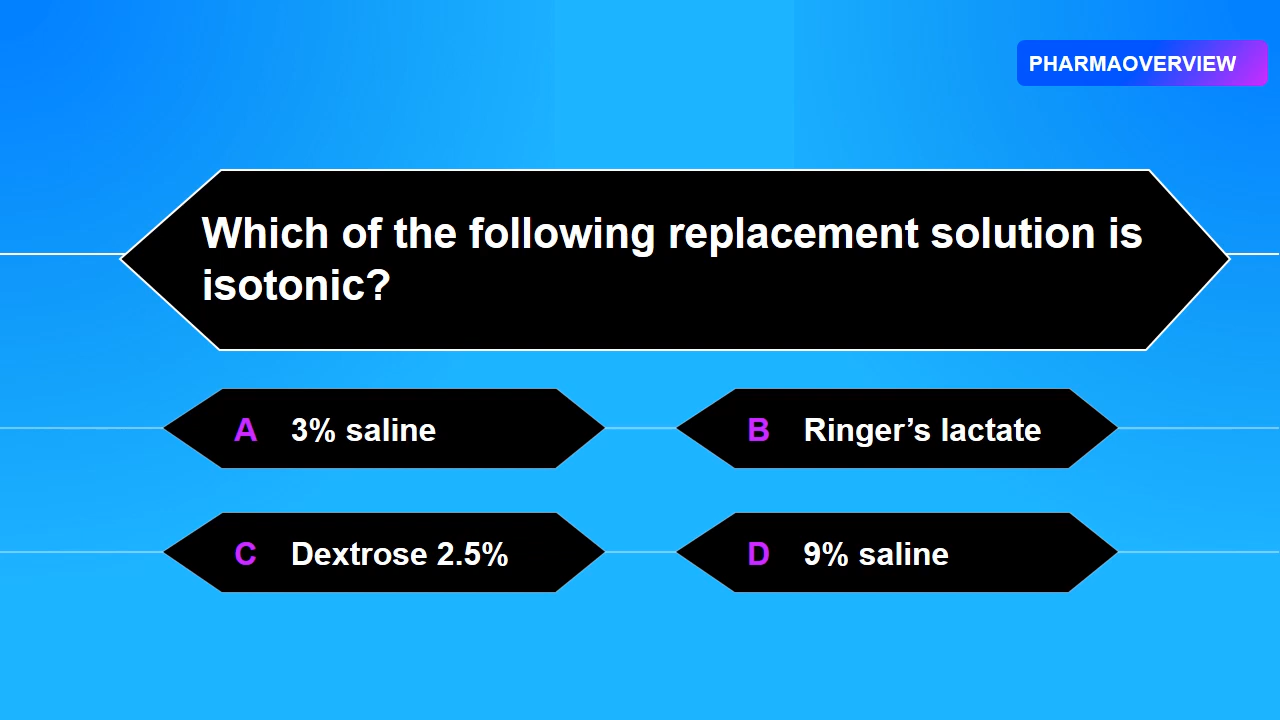 PHARMAOVERVIEW
Which of the following replacement solution is
isotonic?
A 3% saline
B Ringer’s lactate
C Dextrose 2.5%
D 9% saline